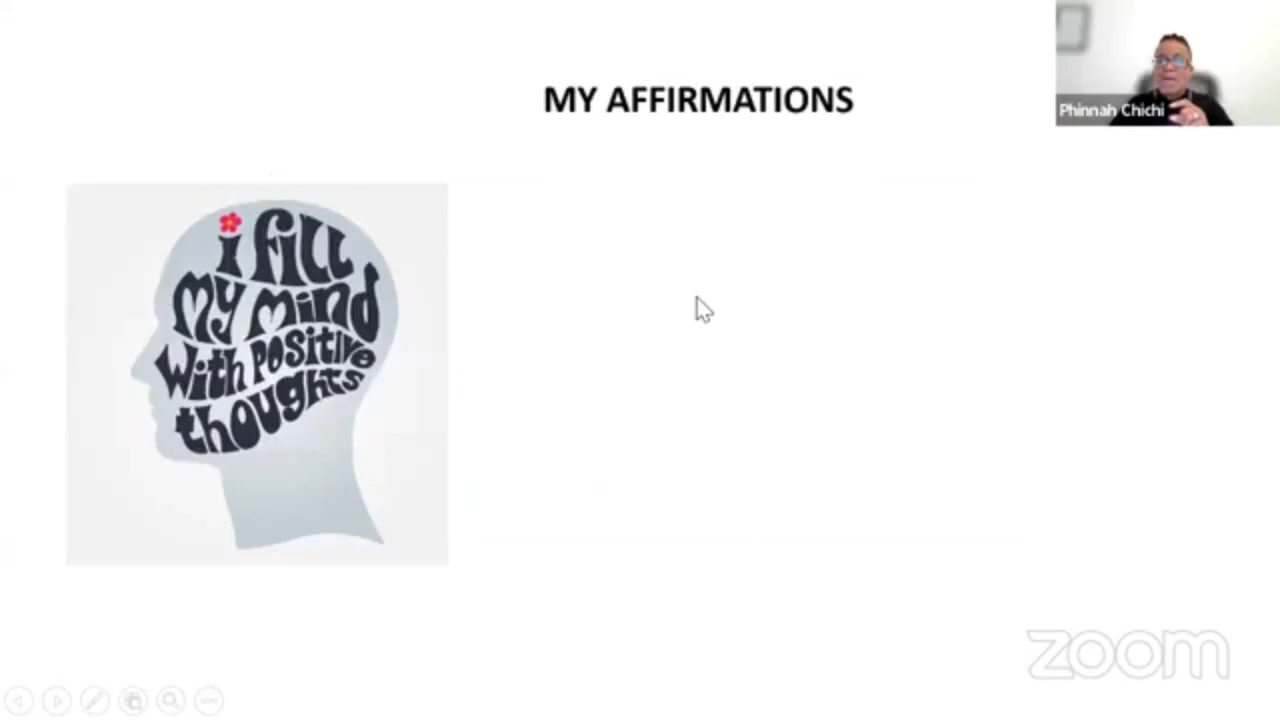 MY AFFIRMATIONS
Phinnah Chichi
i fill
My Mind
With Positive
thoughts
zoom